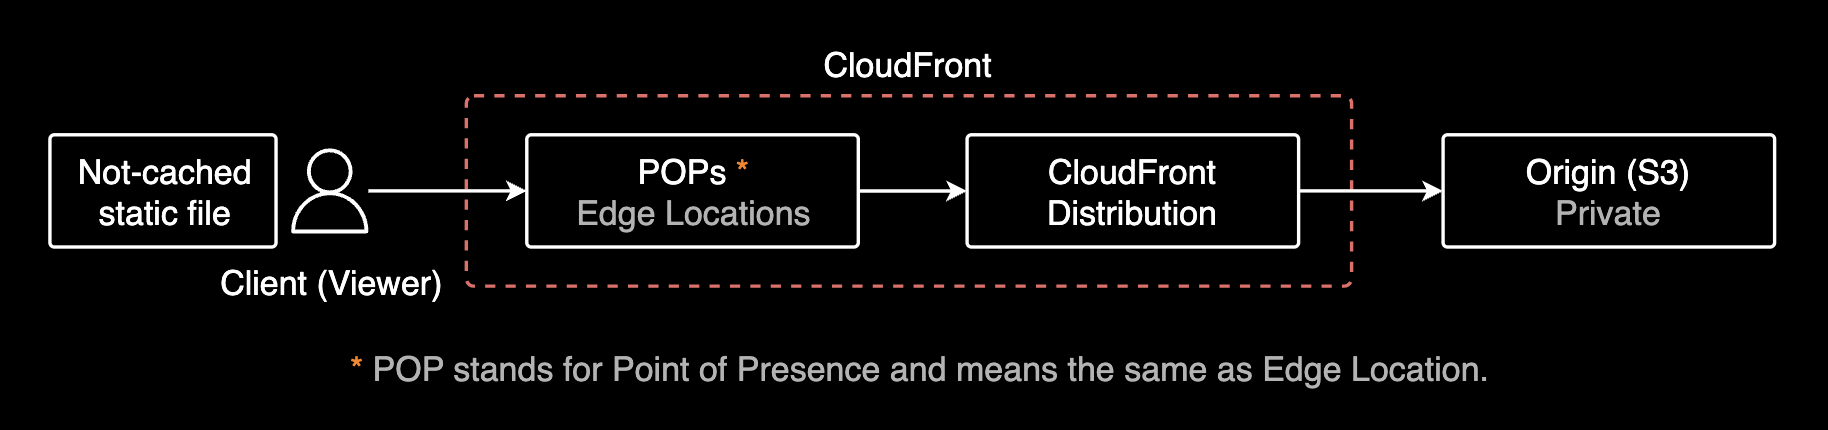 CloudFront
Not-cached
static file
Client (Viewer)
POPs *
Edge Locations
CloudFront
Distribution
Origin (S3)
Private
* POP stands for Point of Presence and means the same as Edge Location.